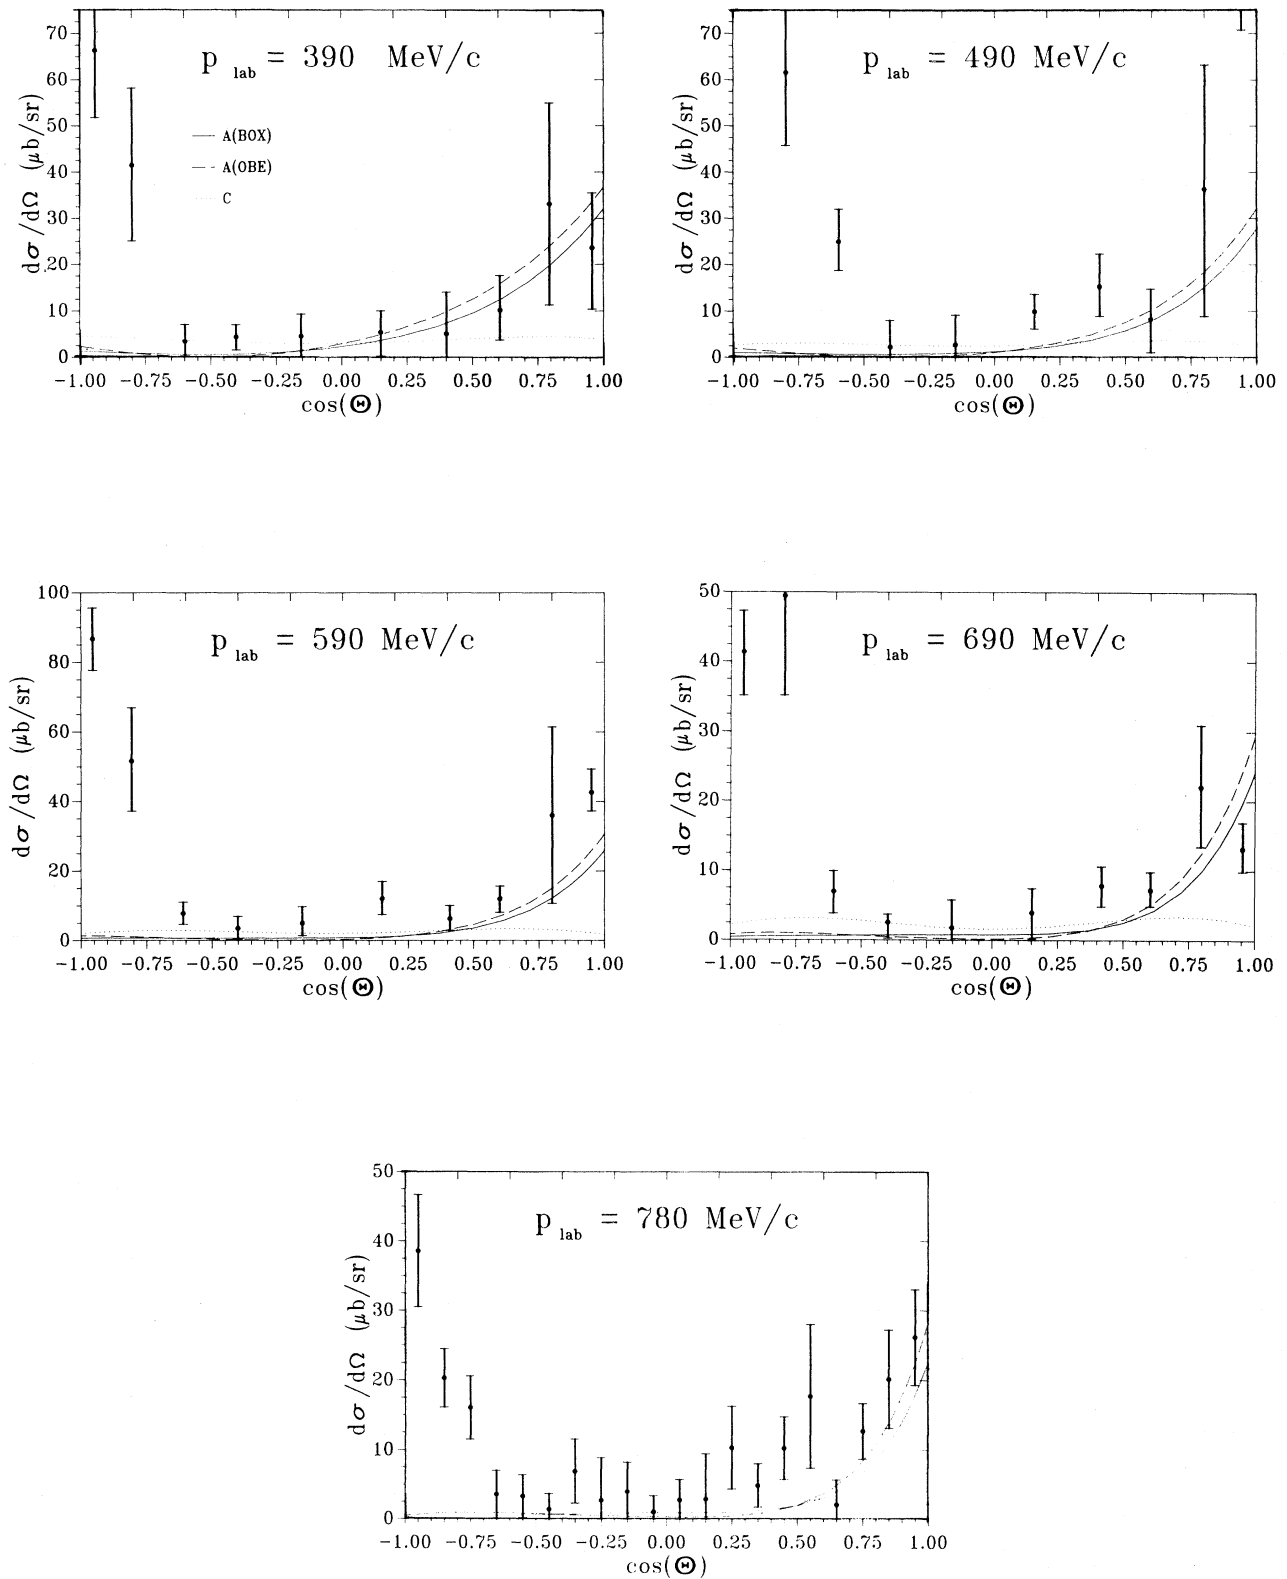 p lab = 390 MeV/c
70
60
50
40
30
20
10
0
dσ/dΩ (μb/sr)
A(BOX)
A(OBE)
C
−1.00 −0.75 −0.50 −0.25 0.00 0.25 0.50 0.75 1.00
cos(Θ)
p lab = 490 MeV/c
70
60
50
40
30
20
10
0
dσ/dΩ (μb/sr)
−1.00 −0.75 −0.50 −0.25 0.00 0.25 0.50 0.75 1.00
cos(Θ)
p lab = 590 MeV/c
100
80
60
40
20
0
dσ/dΩ (μb/sr)
−1.00 −0.75 −0.50 −0.25 0.00 0.25 0.50 0.75 1.00
cos(Θ)
p lab = 690 MeV/c
50
40
30
20
10
0
dσ/dΩ (μb/sr)
−1.00 −0.75 −0.50 −0.25 0.00 0.25 0.50 0.75 1.00
cos(Θ)
p lab = 780 MeV/c
50
40
30
20
10
0
dσ/dΩ (μb/sr)
−1.00 −0.75 −0.50 −0.25 0.00 0.25 0.50 0.75 1.00
cos(Θ)